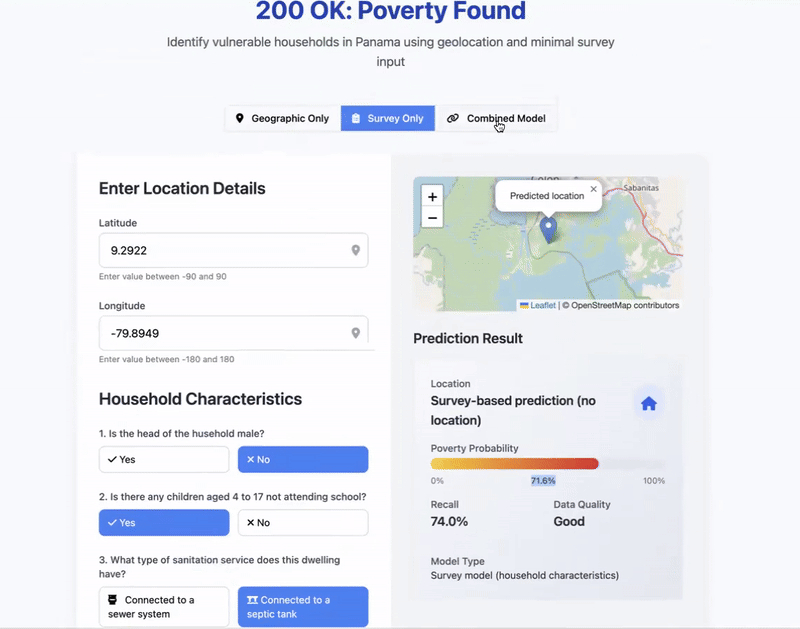 200 OK: Poverty Found
Identify vulnerable households in Panama using geolocation and minimal survey
input
Geographic Only
Survey Only
Combined Model
Enter Location Details
Latitude
9.2922
Enter value between -90 and 90
Longitude
-79.8949
Enter value between -180 and 180
Household Characteristics
1. Is the head of the husehold male?
Yes
No
2. Is there any children aged 4 to 17 not attending school?
Yes
No
3. What type of sanitation service does this dwelling
have?
Connected to a
sewer system
Connected to a
septic tank
+
−
Predicted location
×
Sabanitas
Leaflet | © OpenStreetMap contributors
Prediction Result
Location
Survey-based prediction (no
location)
Poverty Probability
0%
71.6%
100%
Recall
74.0%
Data Quality
Good
Model Type
Survey model (household characteristics)